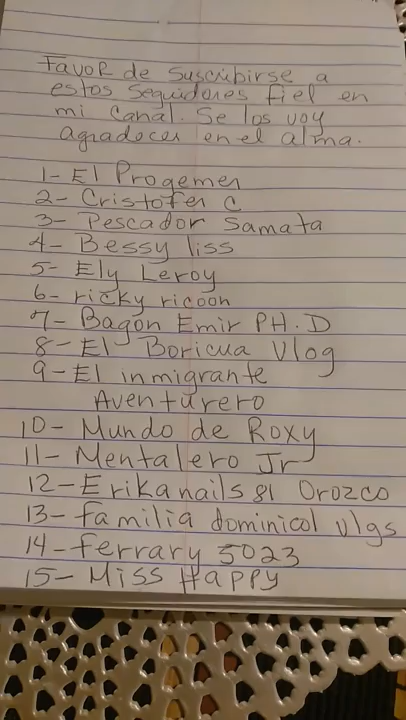 Favor de suscribirse a
estos seguidores fiel en
mi canal. Se los voy
agradecer en el alma.
1- El Progemer
2- Cristofer C
3- Pescador Samata
4- Bessy liss
5- Ely Leroy
6- ricky ricoon
7- Bagon Emir PH.D
8- El Boricua Vlog
9- El inmigrante
Aventurero
10- Mundo de Roxy
11- Mentalero Jr
12- Erikanails 81 Orozco
13- familia dominicol vlgs
14- ferrary 5023
15- Miss Happy